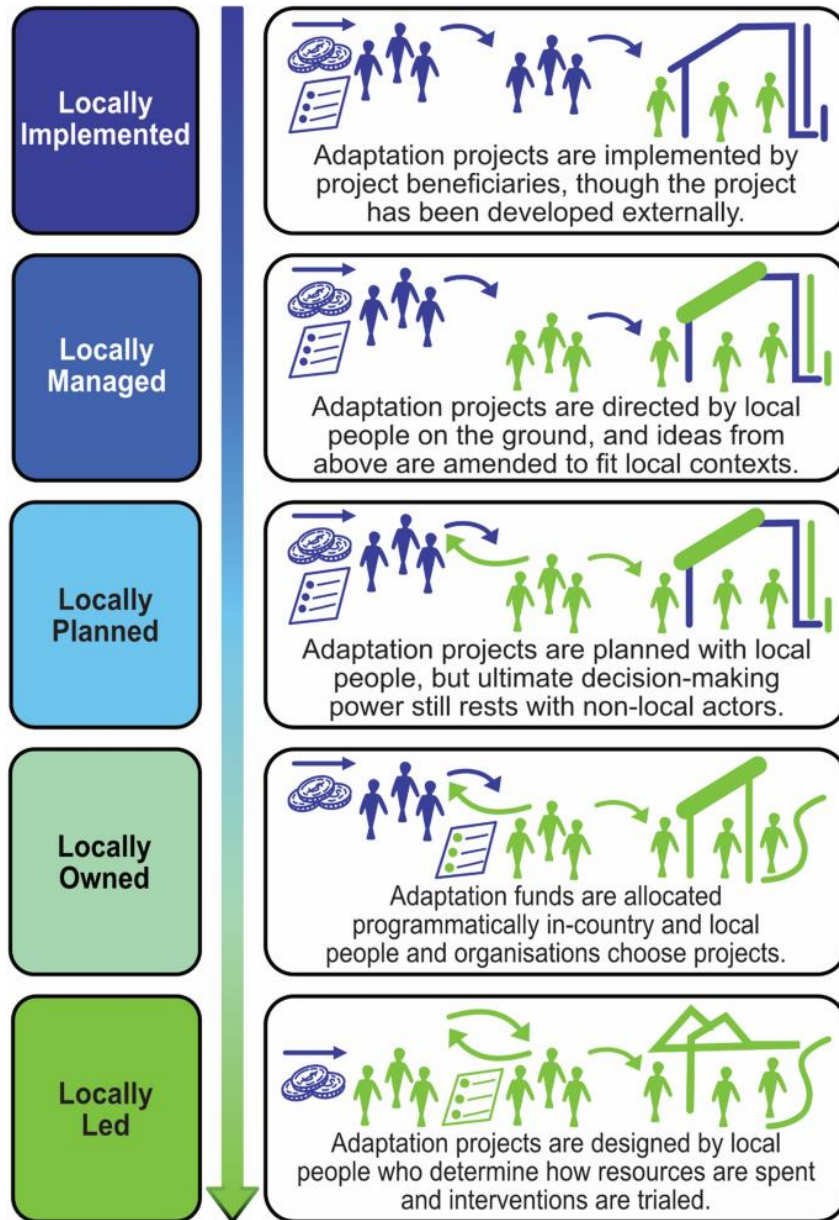 Locally
Implemented
Adaptation projects are implemented by
project beneficiaries, though the project
has been developed externally.
Locally
Managed
Adaptation projects are directed by local
people on the ground, and ideas from
above are amended to fit local contexts.
Locally
Planned
Adaptation projects are planned with local
people, but ultimate decision-making
power still rests with non-local actors.
Locally
Owned
Adaptation funds are allocated
programmatically in-country and local
people and organisations choose projects.
Locally
Led
Adaptation projects are designed by local
people who determine how resources are spent
and interventions are trialed.